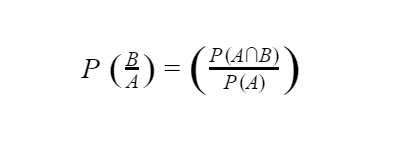 P (B/A) = (P(A∩B)/P(A))